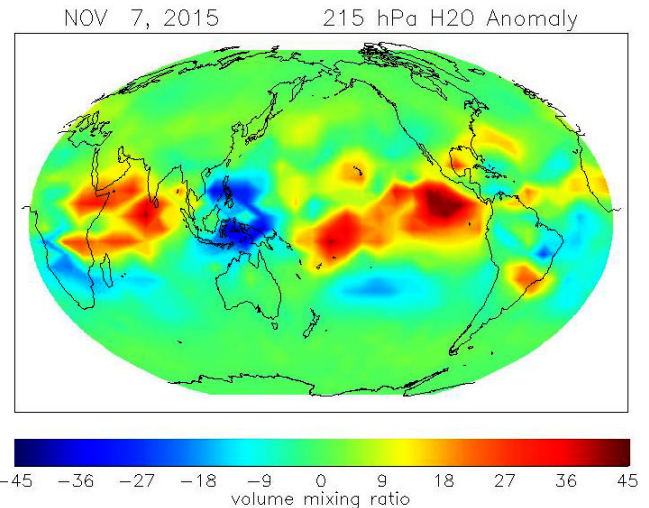 NOV 7, 2015 215 hPa H2O Anomaly
-45 -36 -27 -18 -9 0 9 18 27 36 45
volume mixing ratio